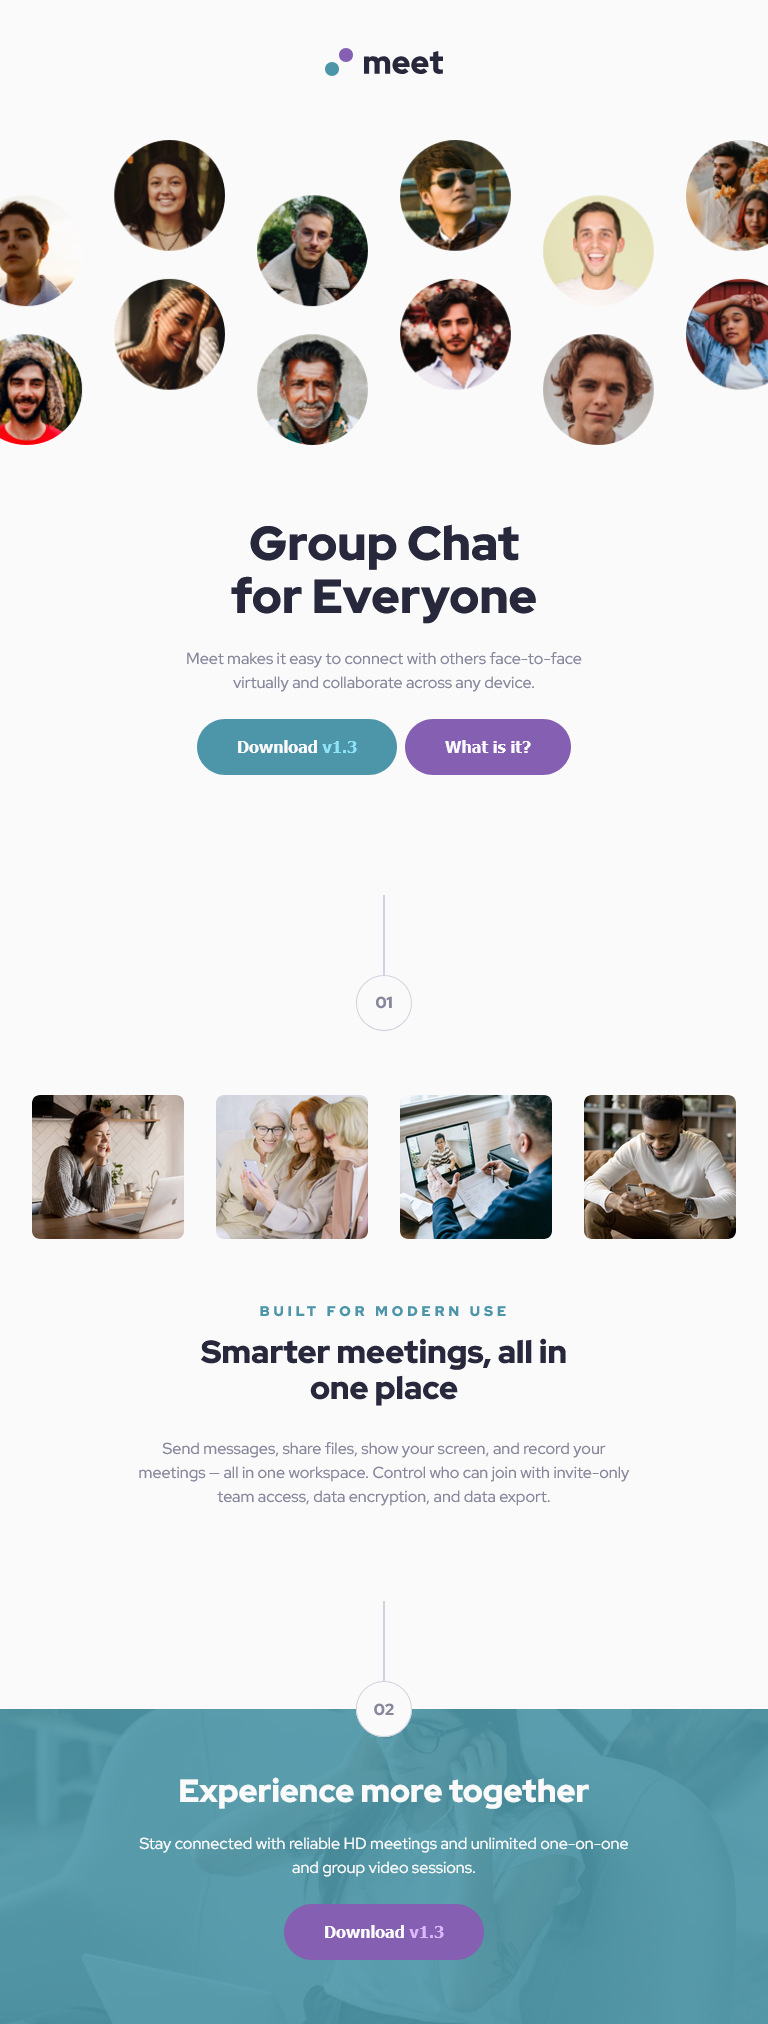 meet
Group Chat
for Everyone
Meet makes it easy to connect with others face-to-face
virtually and collaborate across any device.
Download v1.3
What is it?
01
BUILT FOR MODERN USE
Smarter meetings, all in
one place
Send messages, share files, show your screen, and record your
meetings — all in one workspace. Control who can join with invite-only
team access, data encryption, and data export.
02
Experience more together
Stay connected with reliable HD meetings and unlimited one-on-one
and group video sessions.
Download v1.3